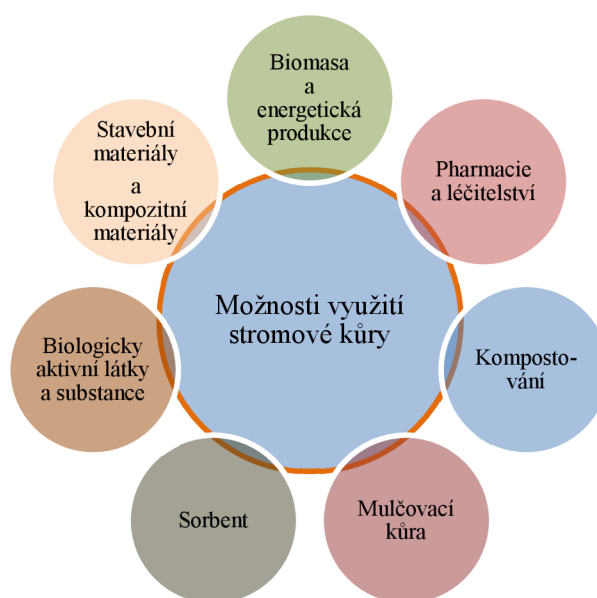 Biomasa
a
energetická
produkce
Pharmacie
a léčitelství
Komposto-
vání
Mulčovací
kůra
Sorbent
Biologicky
aktivní látky
a substance
Stavební
materiály
a
kompozitní
materiály
Možnosti využití
stromové kůry